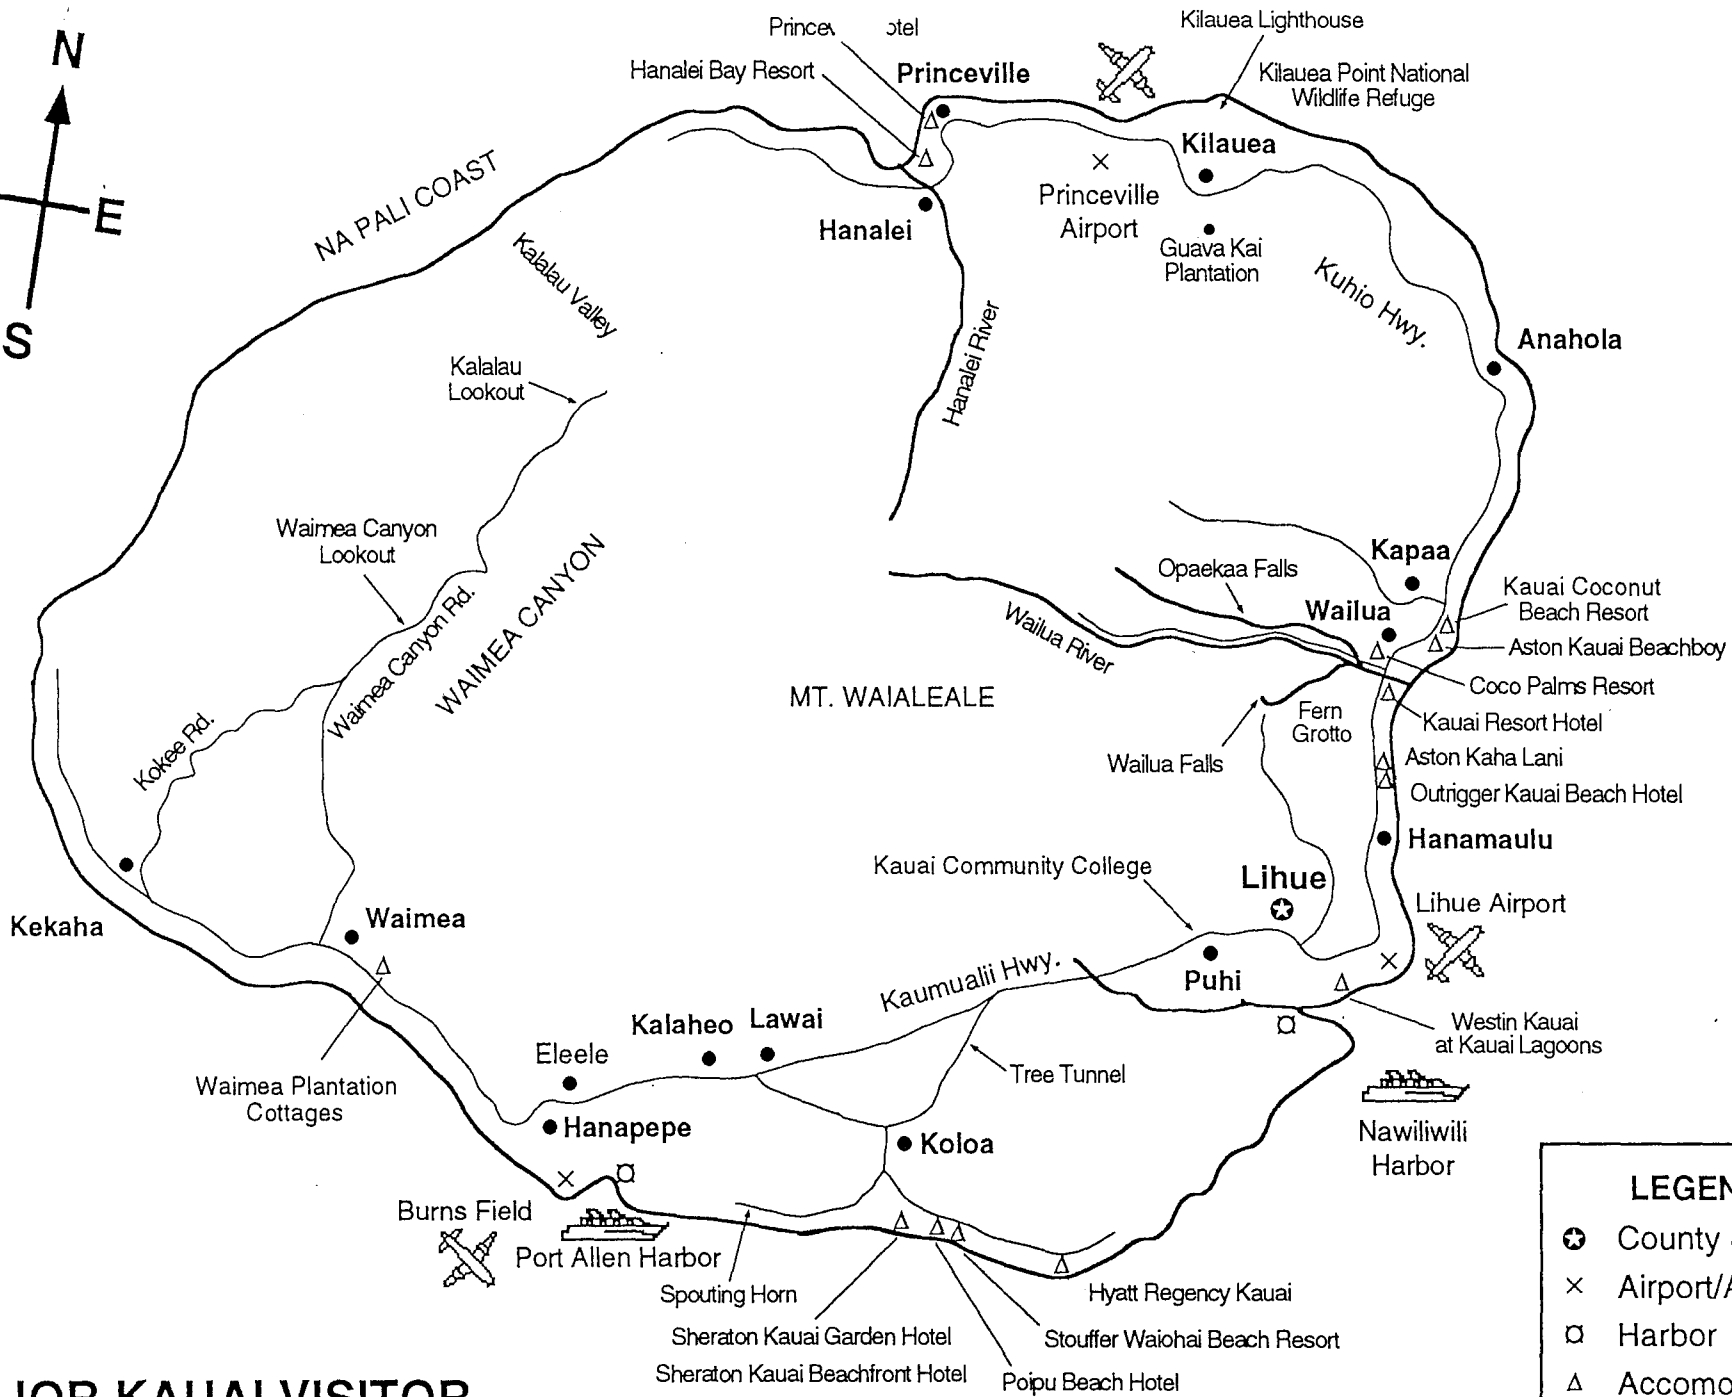 N
E
S
otel
Hanalei Bay Resort
Princeville
Kilauea Lighthouse
Kilauea Point National
Wildlife Refuge
Kilauea
Princeville
Airport
Guava Kai
Plantation
Hanalei
NA PALI COAST
Kalalau Valley
Kalalau
Lookout
Hanalei River
Kuhio Hwy.
Anahola
Waimea Canyon
Lookout
Waimea Canyon Rd.
WAIMEA CANYON
Kokee Rd.
Kapaa
Opaekaa Falls
Wailua
Kauai Coconut
Beach Resort
Aston Kauai Beachboy
Wailua River
Coco Palms Resort
MT. WAIALEALE
Fern
Grotto
Kauai Resort Hotel
Wailua Falls
Aston Kaha Lani
Outrigger Kauai Beach Hotel
Hanamaulu
Kauai Community College
Lihue
Lihue Airport
Kekaha
Waimea
Puhi
Kaumualii Hwy.
Kalaheo
Lawai
Westin Kauai
at Kauai Lagoons
Eleele
Tree Tunnel
Waimea Plantation
Cottages
Hanapepe
Koloa
Nawiliwili
Harbor
Burns Field
Port Allen Harbor
Spouting Horn
Hyatt Regency Kauai
Sheraton Kauai Garden Hotel
Stouffer Waiohai Beach Resort
Sheraton Kauai Beachfront Hotel
Poipu Beach Hotel
County
Airport/
Harbor
KAUAI VISITOR